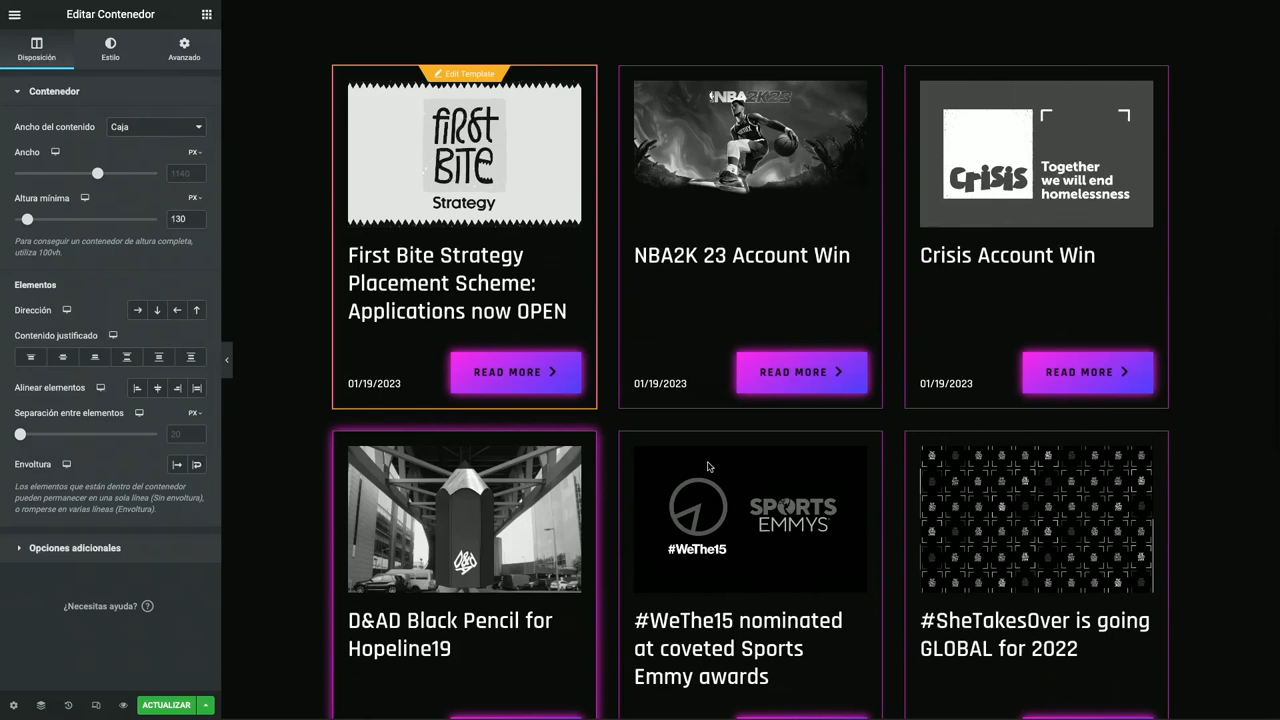 Editar Contenedor
Disposición
Estilo
Avanzado
Contenedor
Ancho del contenido
Caja
Ancho
PX
1140
Altura mínima
PX
130
Para conseguir un contenedor de altura completa,
utiliza 100vh.
Elementos
Dirección
Contenido justificado
Alinear elementos
Separación entre elementos
PX
20
Envoltura
Los elementos que están dentro del contenedor
pueden permanecer en una sola línea (Sin envoltura),
o romperse en varias líneas (Envoltura).
Opciones adicionales
¿Necesitas ayuda?
?
ACTUALIZAR
Edit Template
FIRST
BITE
Strategy
First Bite Strategy
Placement Scheme:
Applications now OPEN
01/19/2023
READ MORE
NBA2K23
NBA2K 23 Account Win
01/19/2023
READ MORE
Crisis
Together
we will end
homelessness
Crisis Account Win
01/19/2023
READ MORE
D&AD
D&AD Black Pencil for
Hopeline19
#WeThe15
SPORTS
EMMYS
#WeThe15 nominated
at coveted Sports
Emmy awards
#SheTakesOver is going
GLOBAL for 2022